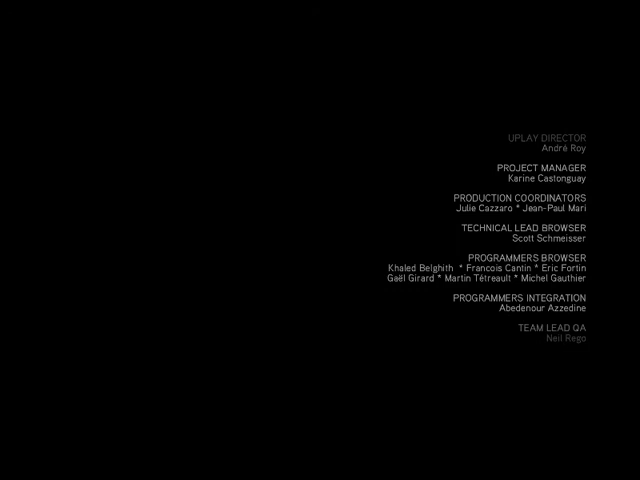 UPLAY DIRECTOR
André Roy
PROJECT MANAGER
Karine Castonguay
PRODUCTION COORDINATORS
Julie Cazzaro * Jean-Paul Mari
TECHNICAL LEAD BROWSER
Scott Schmeisser
PROGRAMMERS BROWSER
Khaled Belghith * Francois Cantin * Eric Fortin
Gaël Girard * Martin Tétreault * Michel Gauthier
PROGRAMMERS INTEGRATION
Abedenour Azzedine
TEAM LEAD QA
Neil Rego